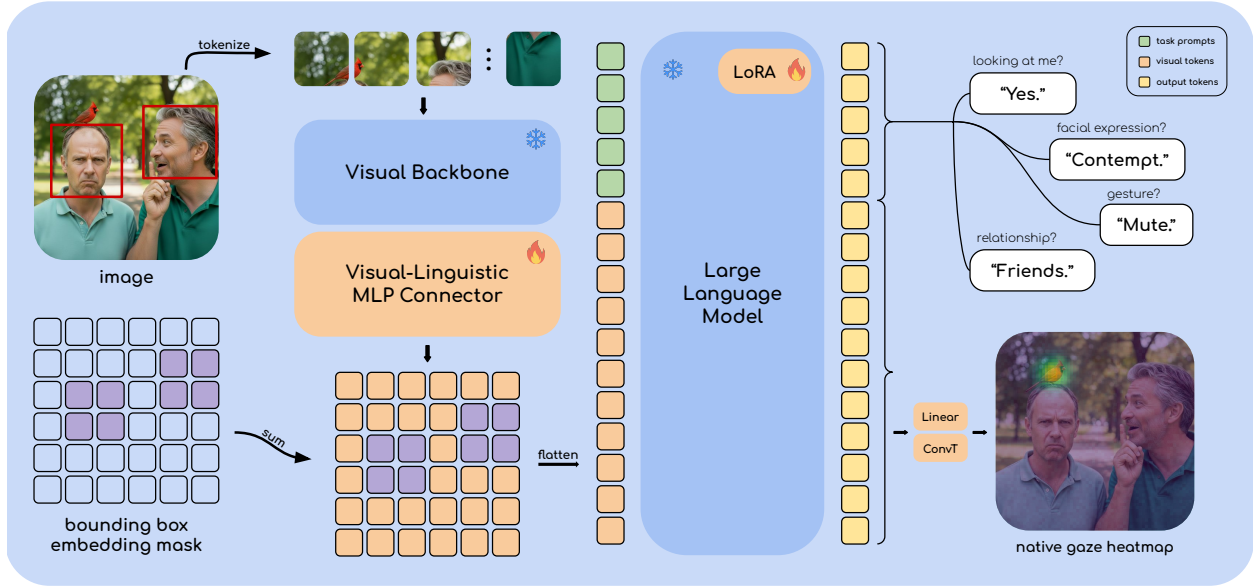 tokenize
image
bounding box
embedding mask
sum
Visual Backbone
Visual-Linguistic
MLP Connector
flatten
LoRA
Large
Language
Model
task prompts
visual tokens
output tokens
looking at me?
“Yes.”
facial expression?
“Contempt.”
gesture?
“Mute.”
relationship?
“Friends.”
Linear
ConvT
native gaze heatmap